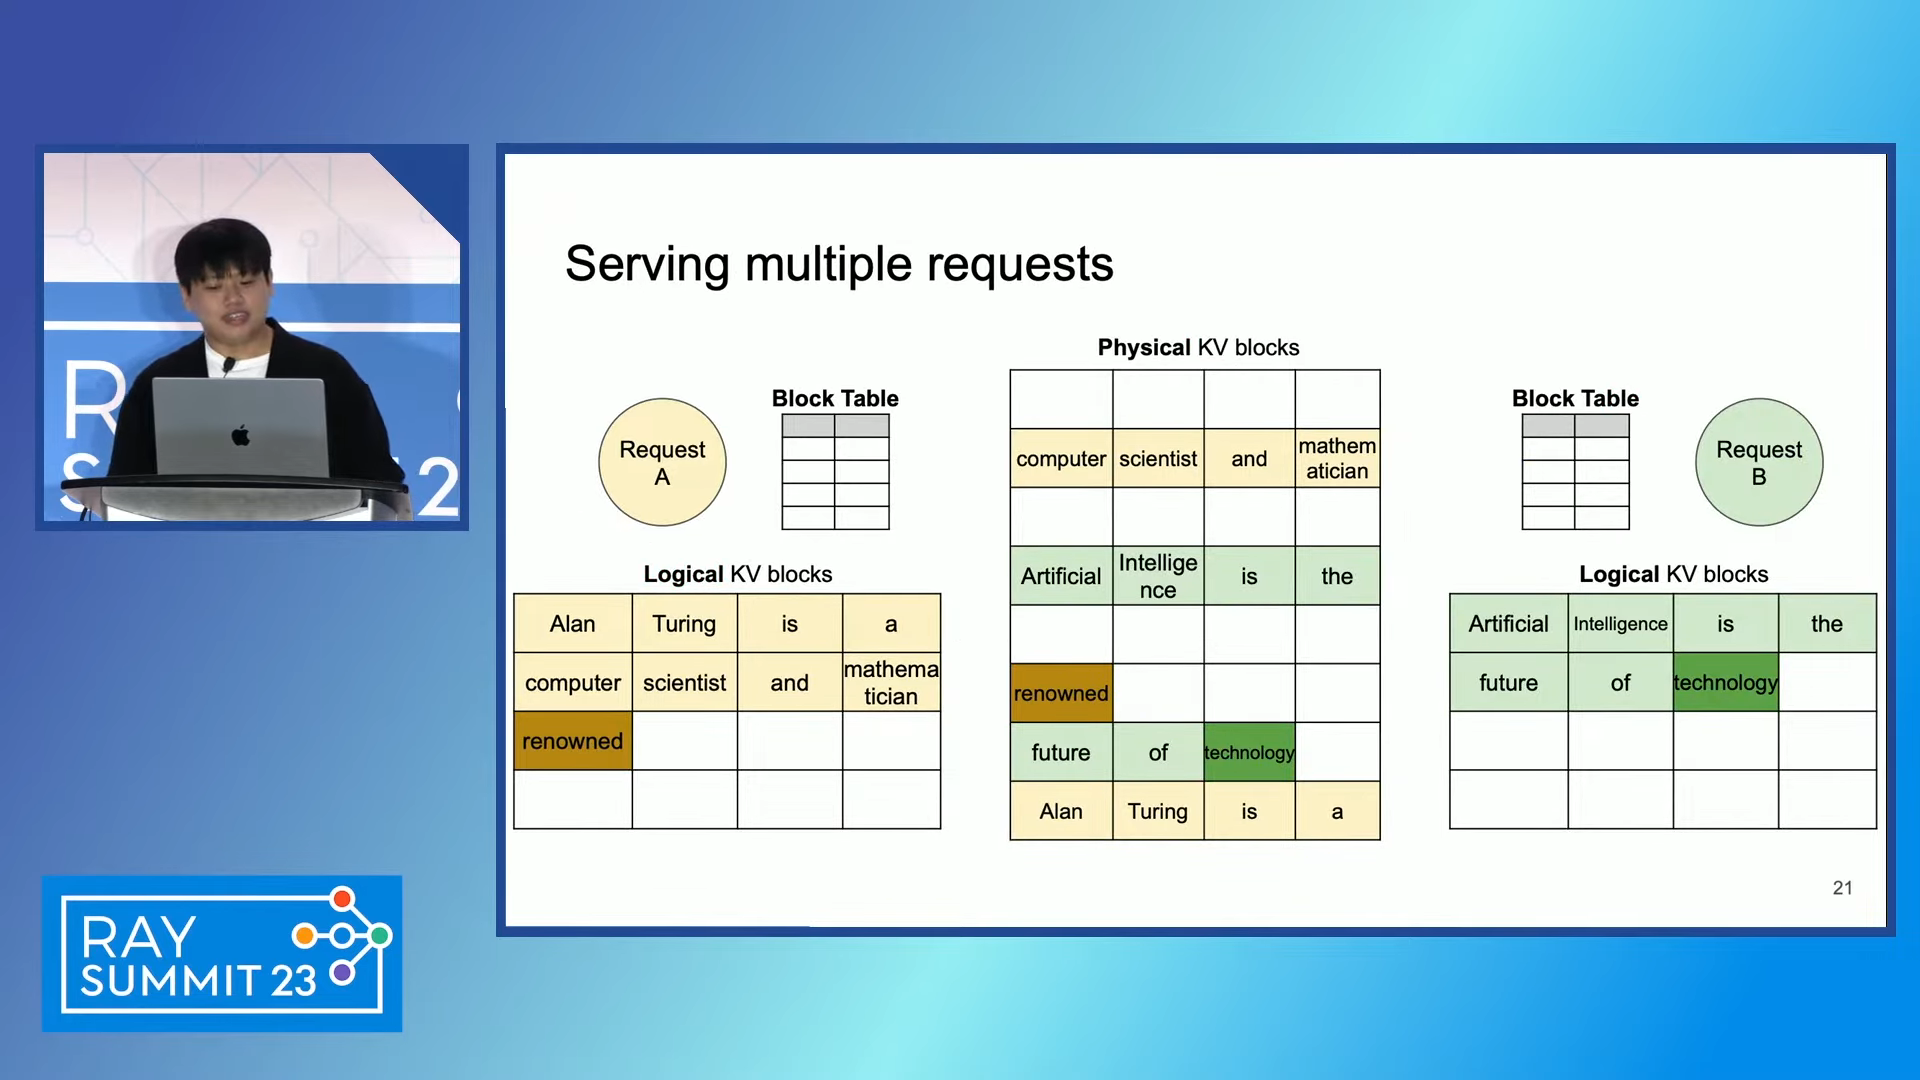 Serving multiple requests
Request
A
Block Table
Logical KV blocks
Alan Turing is a
computer scientist and mathema
tician
renowned
Physical KV blocks
computer scientist and mathem
atician
Artificial Intellige
nce is the
renowned
future of technology
Alan Turing is a
Block Table
Request
B
Logical KV blocks
Artificial Intelligence is the
future of technology
21
R
S
2
RAY
SUMMIT 23